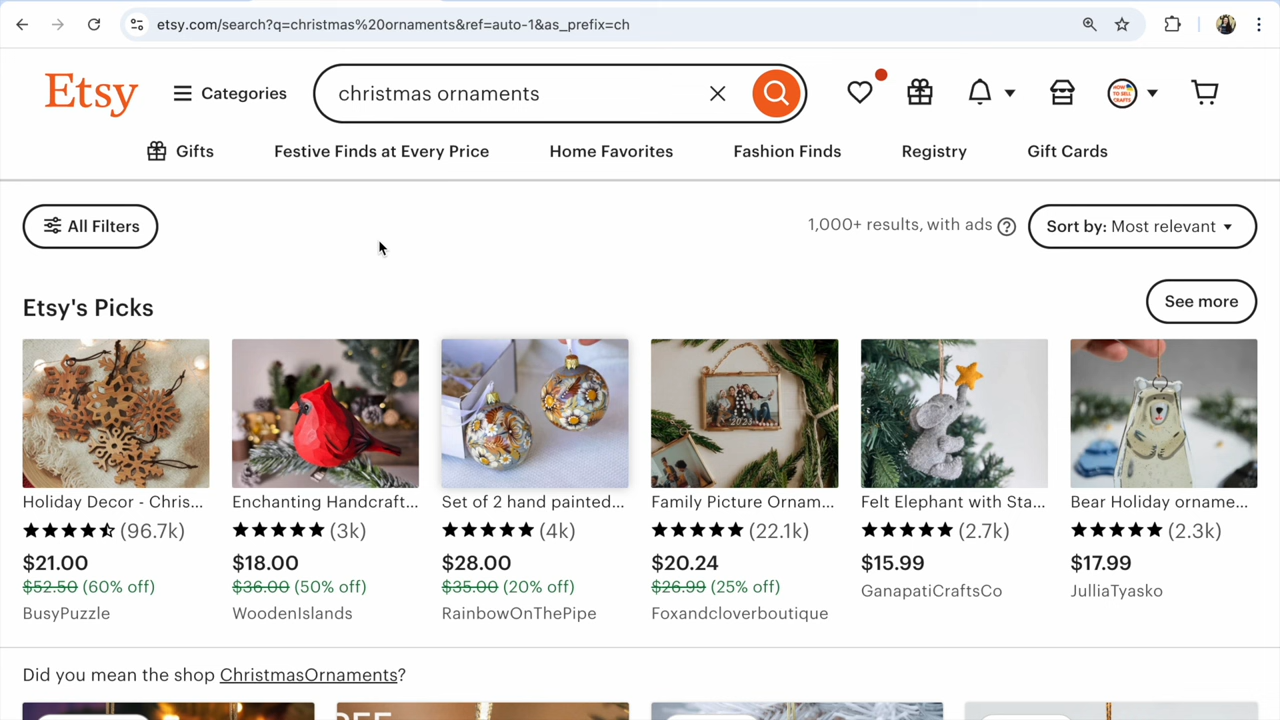 etsy.com/search?q=christmas%20ornaments&ref=auto-1&as_prefix=ch
Etsy
Categories
christmas ornaments
HOW TO SELL CRAFTS
Gifts
Festive Finds at Every Price
Home Favorites
Fashion Finds
Registry
Gift Cards
All Filters
1,000+ results, with ads ?
Sort by: Most relevant
Etsy's Picks
See more
2023
Holiday Decor - Chris...
Enchanting Handcraft...
Set of 2 hand painted...
Family Picture Ornam...
Felt Elephant with Sta...
Bear Holiday orname...
(96.7k)
(3k)
(4k)
(22.1k)
(2.7k)
(2.3k)
$21.00
$18.00
$28.00
$20.24
$15.99
$17.99
$52.50 (60% off)
$36.00 (50% off)
$35.00 (20% off)
$26.99 (25% off)
BusyPuzzle
WoodenIslands
RainbowOnThePipe
Foxandcloverboutique
GanapatiCraftsCo
JulliaTyasko
Did you mean the shop ChristmasOrnaments?